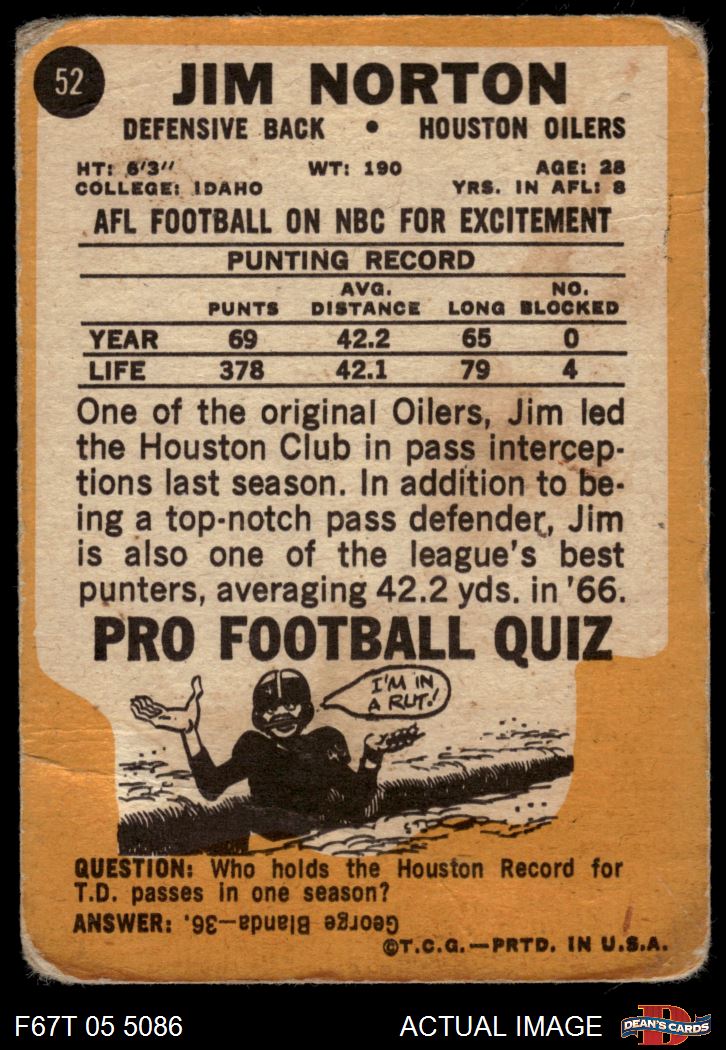 52
JIM NORTON
DEFENSIVE BACK • HOUSTON OILERS
HT: 6'3" WT: 190 AGE: 28
COLLEGE: IDAHO YRS. IN AFL: 8
AFL FOOTBALL ON NBC FOR EXCITEMENT
PUNTING RECORD
PUNTS AVG. DISTANCE LONG NO. BLOCKED
YEAR 69 42.2 65 0
LIFE 378 42.1 79 4
One of the original Oilers, Jim led
the Houston Club in pass intercep-
tions last season. In addition to be-
ing a top-notch pass defender, Jim
is also one of the league's best
punters, averaging 42.2 yds. in '66.
PRO FOOTBALL QUIZ
I'M IN
A RUT!
QUESTION: Who holds the Houston Record for
T.D. passes in one season?
ANSWER: George Blanda—36.
©T.C.G.—PRTD. IN U.S.A.
F67T 05 5086 ACTUAL IMAGE D DEAN'S CARDS